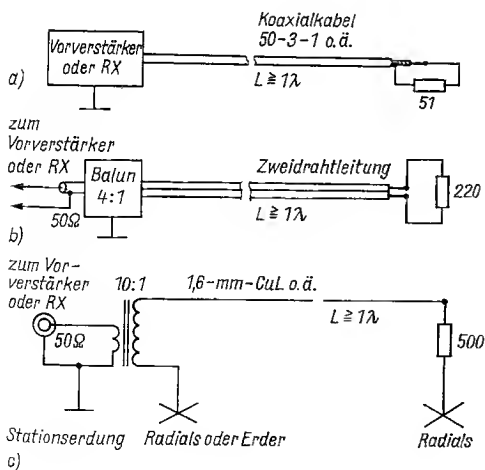 Koaxialkabel
50-3-1 o.ä.
Vorverstärker
oder RX
L ≧ 1λ
51
a)
zum
Vorverstärker
oder RX
Balun
4:1
50Ω
Zweidrahtleitung
L ≧ 1λ
220
b)
zum Vor-
verstärker
oder RX
10:1
1,6-mm-CuL o.ä.
L ≧ 1λ
50Ω
500
Stationserdung
Radials oder Erder
Radials
c)